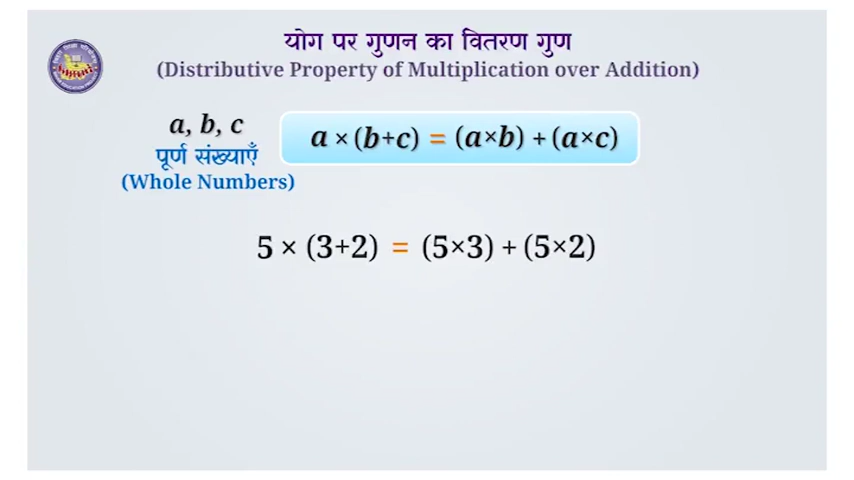 योग पर गुणन का वितरण गुण
(Distributive Property of Multiplication over Addition)
a, b, c
पूर्ण संख्याएँ
(Whole Numbers)
a × (b+c) = (a×b) + (a×c)
5 × (3+2) = (5×3) + (5×2)